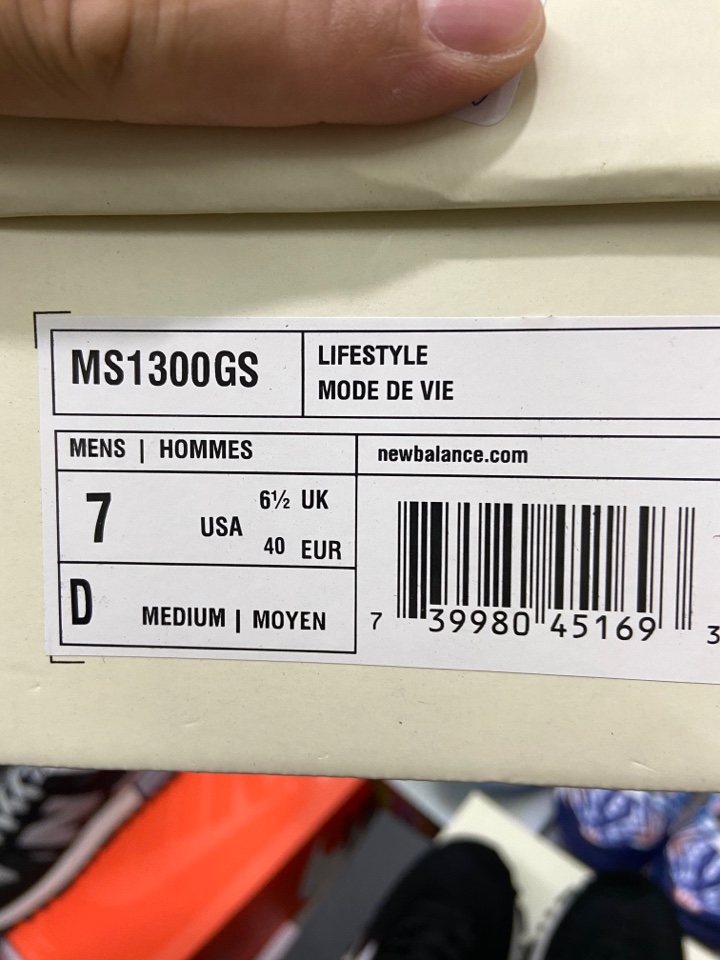 MS1300GS
LIFESTYLE
MODE DE VIE
MENS | HOMMES
newbalance.com
7
USA
6½ UK
40 EUR
D
MEDIUM | MOYEN
7 39980 45169 3